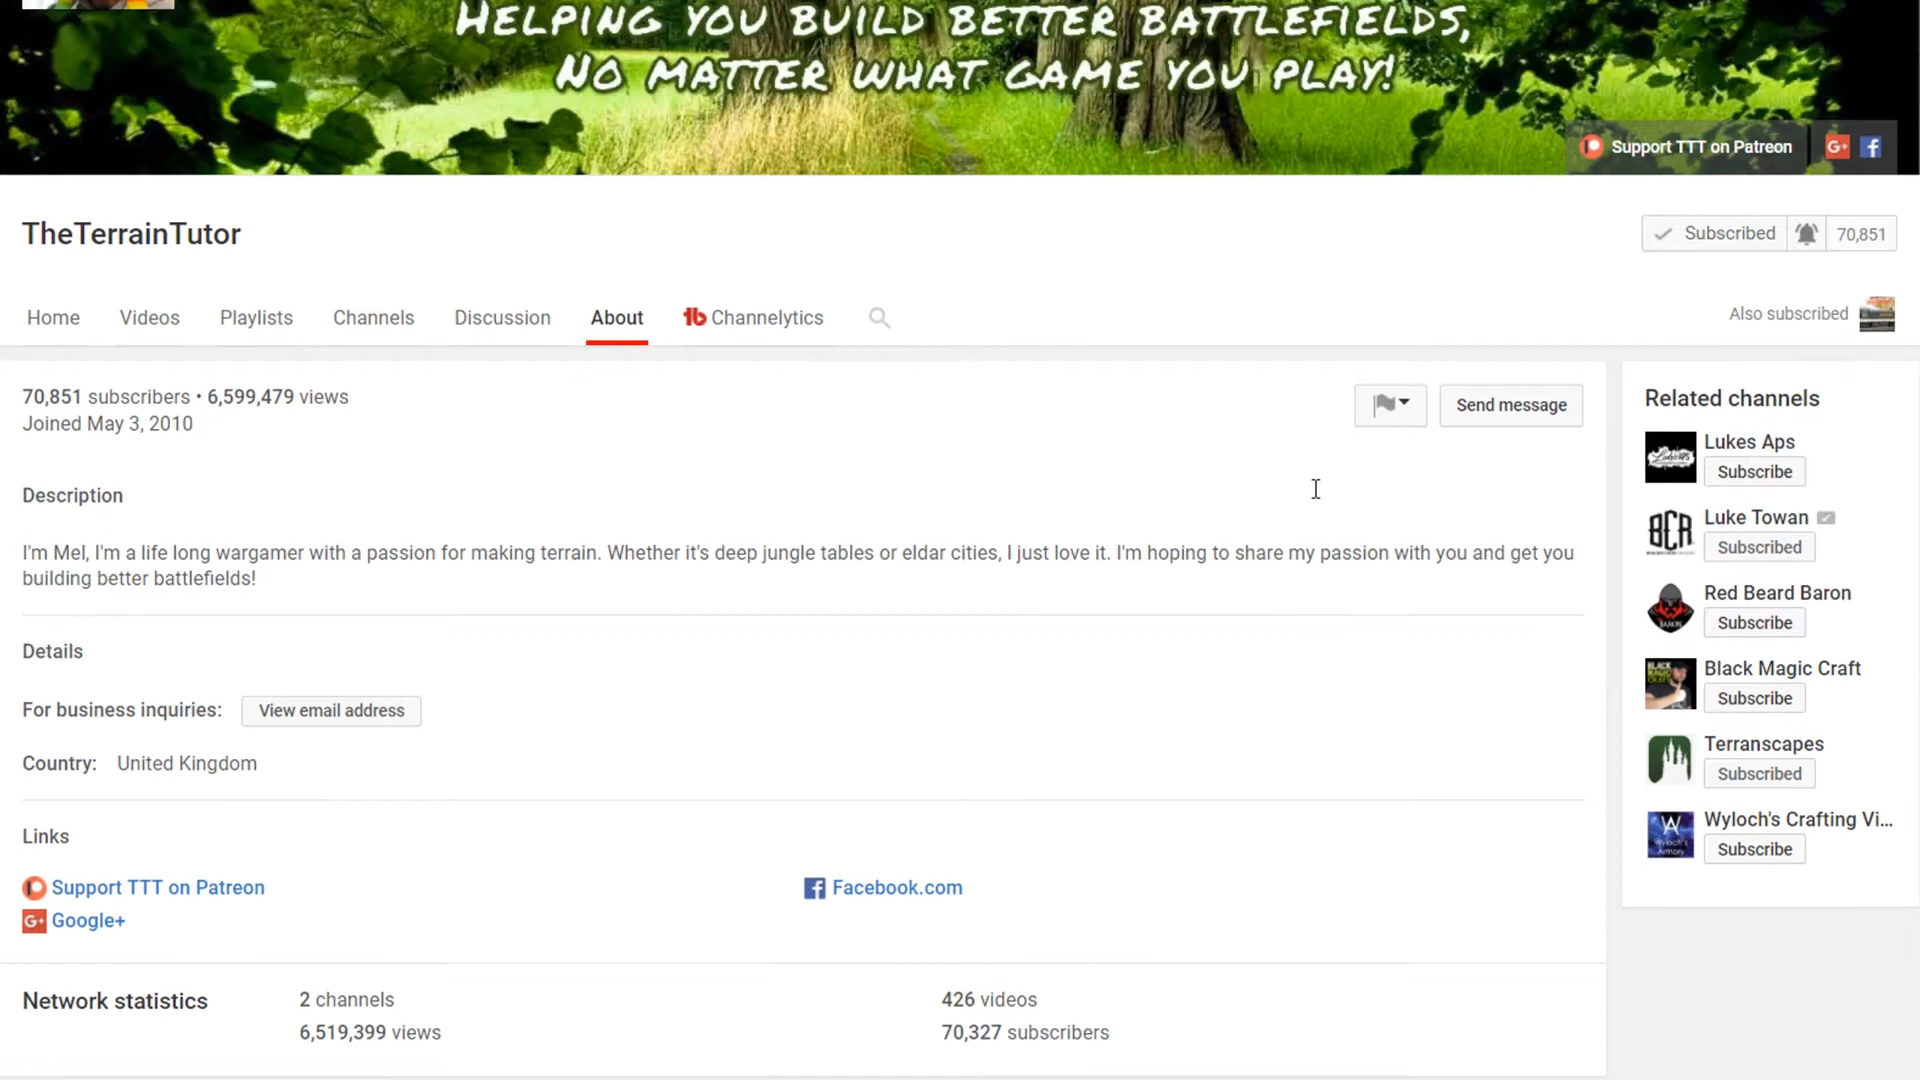 HELPING YOU BUILD BETTER BATTLEFIELDS,
NO MATTER WHAT GAME YOU PLAY!
Support TTT on Patreon
TheTerrainTutor
Subscribed 70,851
Home Videos Playlists Channels Discussion About Channelytics
Also subscribed
70,851 subscribers • 6,599,479 views
Joined May 3, 2010
Send message
Description
I'm Mel, I'm a life long wargamer with a passion for making terrain. Whether it's deep jungle tables or eldar cities, I just love it. I'm hoping to share my passion with you and get you
building better battlefields!
Details
For business inquiries: View email address
Country: United Kingdom
Links
Support TTT on Patreon
Facebook.com
G+ Google+
Network statistics
2 channels
426 videos
6,519,399 views
70,327 subscribers
Related channels
Lukes Aps
Subscribe
BCR
Luke Towan
Subscribed
Red Beard Baron
Subscribe
Black Magic Craft
Subscribe
Terranscapes
Subscribed
Wyloch's Crafting Vi...
Subscribe